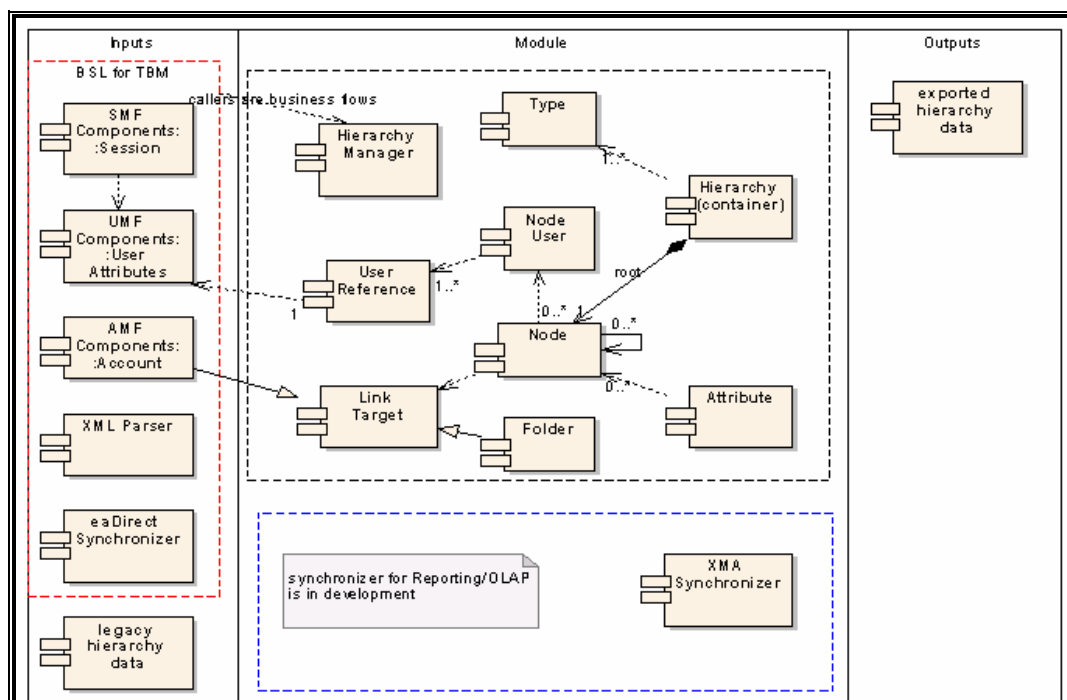 Inputs
Module
Outputs
BSL for TBM
callers are business flows
SMF
Components:
:Session
UMF
Components:
:User
Attributes
AMF
Components:
:Account
XML Parser
eaDirect
Synchronizer
legacy
hierarchy
data
Hierarchy
Manager
Type
1..*
Hierarchy
(container)
Node
User
User
Reference
1..*
1
root
0..*
1
Node
0..*
0..*
Link
Target
Folder
Attribute
synchronizer for Reporting/OLAP
is in development
XMA
Synchronizer
exported
hierarchy
data